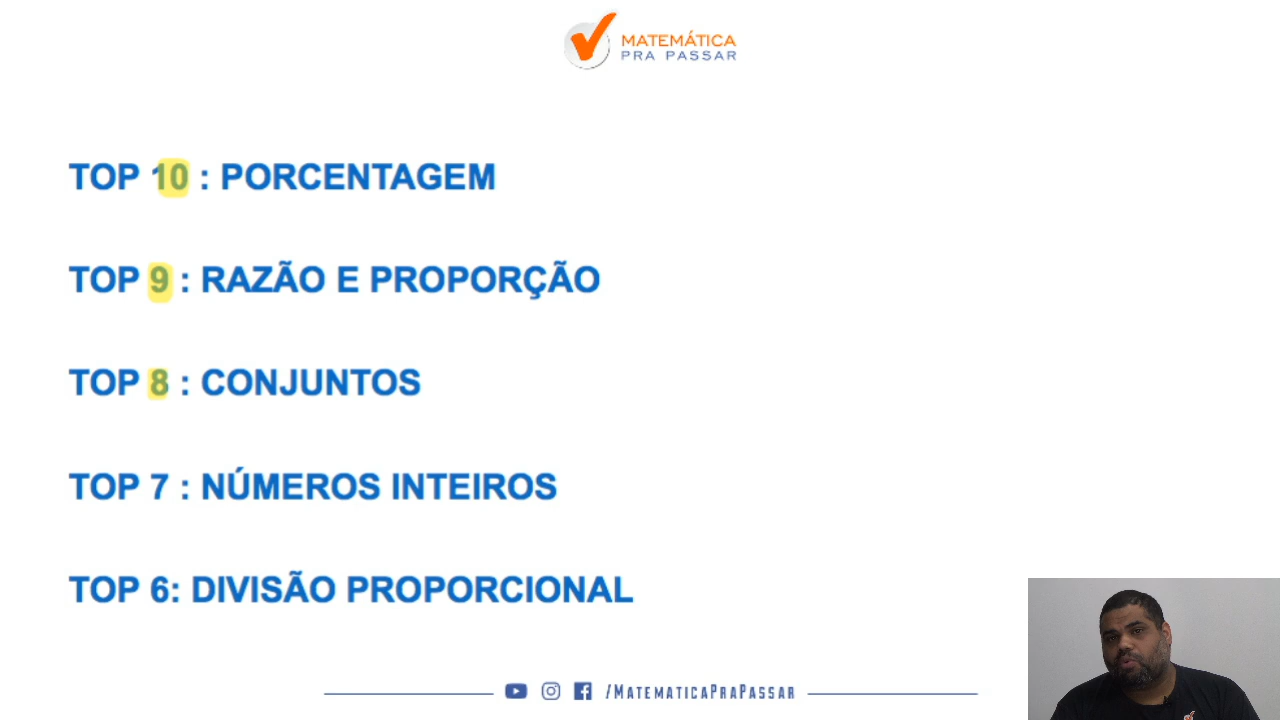 MATEMÁTICA
PRA PASSAR
TOP 10 : PORCENTAGEM
TOP 9 : RAZÃO E PROPORÇÃO
TOP 8 : CONJUNTOS
TOP 7 : NÚMEROS INTEIROS
TOP 6: DIVISÃO PROPORCIONAL
/MATEMATICAPRAPASSAR